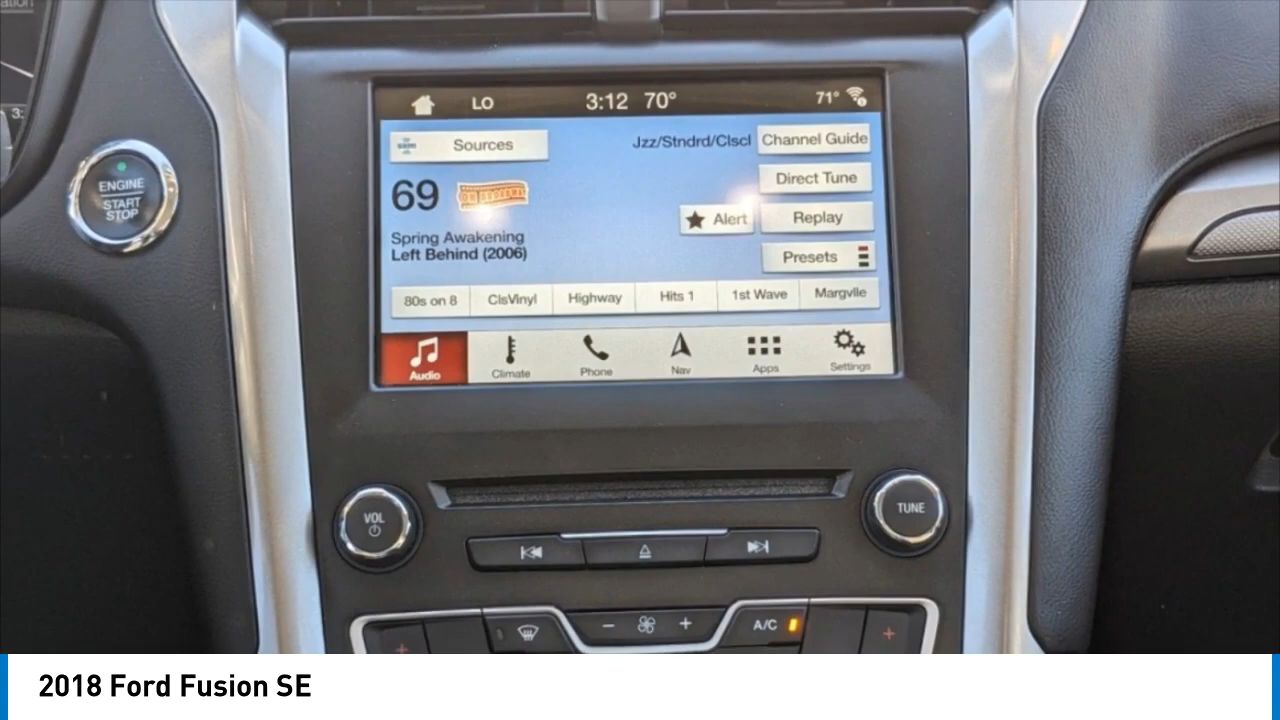 LO 3:12 70° 71°
Sources
Jzz/Stndrd/Clscl
Channel Guide
69
ON BROADWAY
Direct Tune
Alert
Replay
Spring Awakening
Left Behind (2006)
Presets
80s on 8 ClsVinyl Highway Hits 1 1st Wave Margvlle
Audio Climate Phone Nav Apps Settings
ENGINE
START
STOP
VOL
TUNE
A/C
2018 Ford Fusion SE